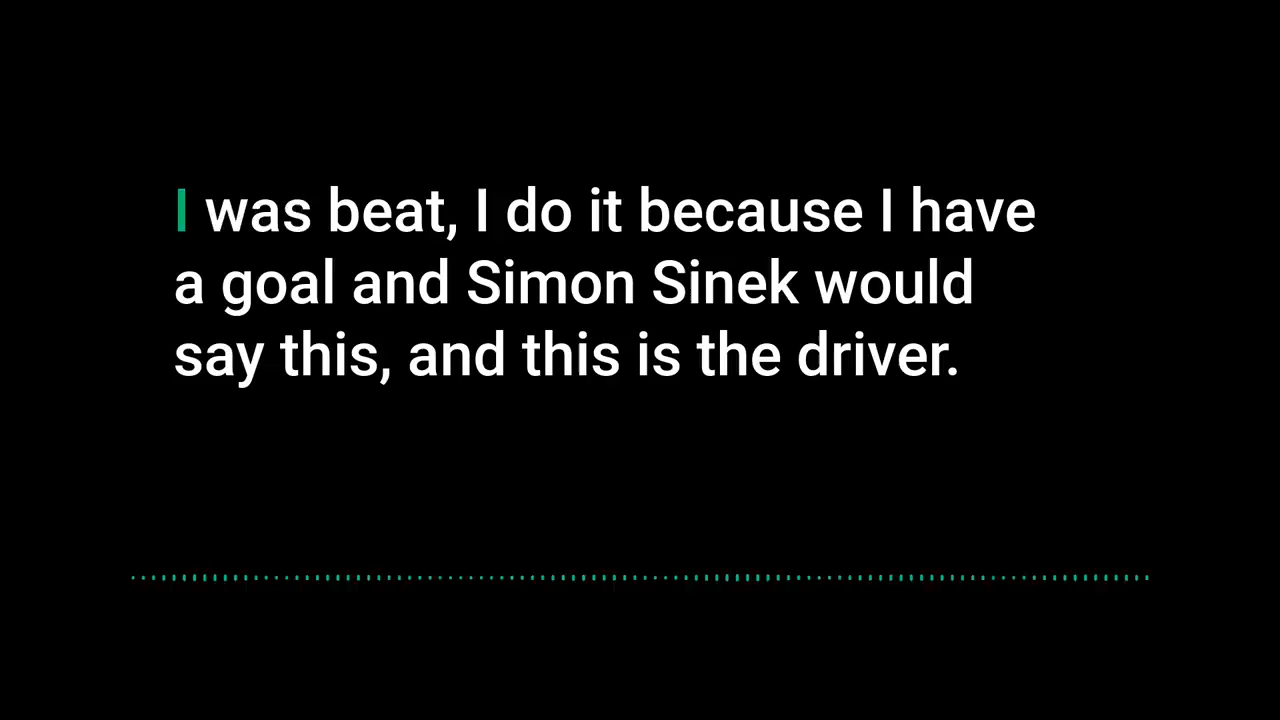 I was beat, I do it because I have
a goal and Simon Sinek would
say this, and this is the driver.